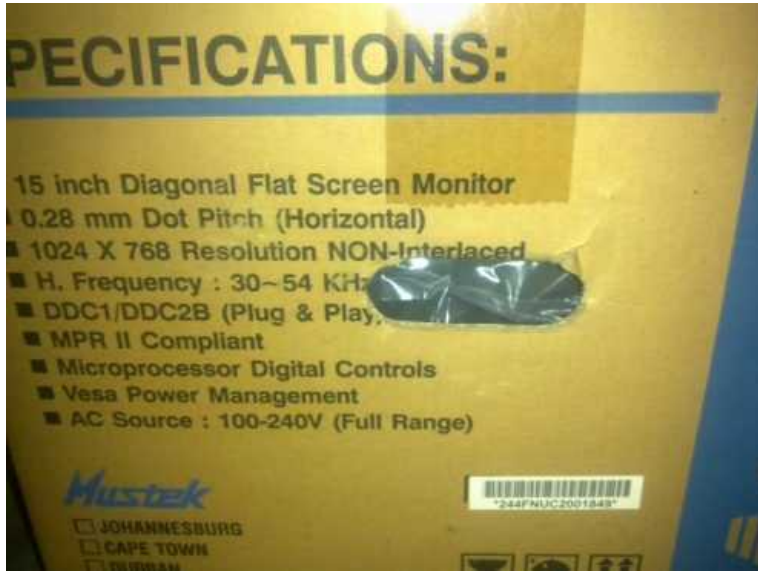 PECIFICATIONS:
15 inch Diagonal Flat Screen Monitor
0.28 mm Dot Pitch (Horizontal)
1024 X 768 Resolution NON-Interlaced
H. Frequency : 30~54 KHz
DDC1/DDC2B (Plug & Play)
MPR II Compliant
Microprocessor Digital Controls
Vesa Power Management
AC Source : 100-240V (Full Range)
Mustek
*244FNUC2001849*
JOHANNESBURG
CAPE TOWN
DURBAN